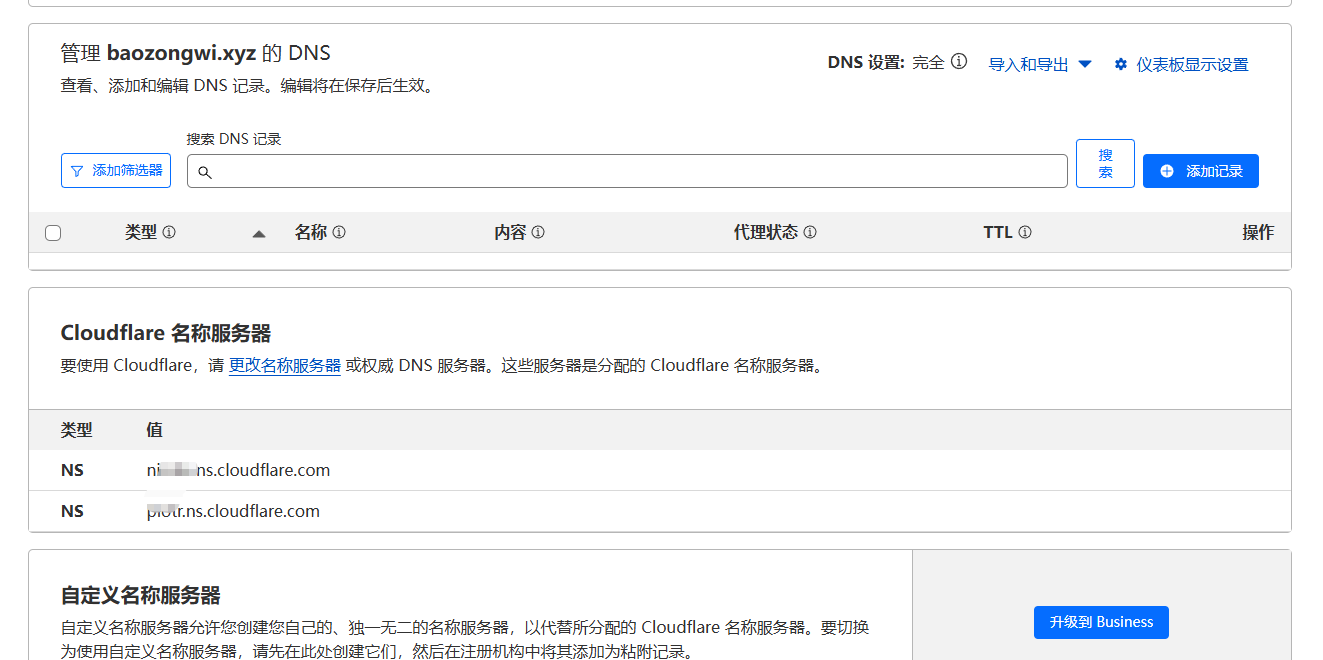 管理 baozongwi.xyz 的 DNS
查看、添加和编辑 DNS 记录。编辑将在保存后生效。
DNS 设置: 完全
导入和导出
仪表板显示设置
搜索 DNS 记录
添加筛选器
搜索
添加记录
类型 名称 内容 代理状态 TTL 操作
Cloudflare 名称服务器
要使用 Cloudflare，请 更改名称服务器 或权威 DNS 服务器。这些服务器是分配的 Cloudflare 名称服务器。
类型 值
NS ns.cloudflare.com
NS .ns.cloudflare.com
自定义名称服务器
自定义名称服务器允许您创建您自己的、独一无二的名称服务器，以代替所分配的 Cloudflare 名称服务器。要切换
为使用自定义名称服务器，请先在此处创建它们，然后在注册机构中将其添加为粘附记录。
升级到 Business